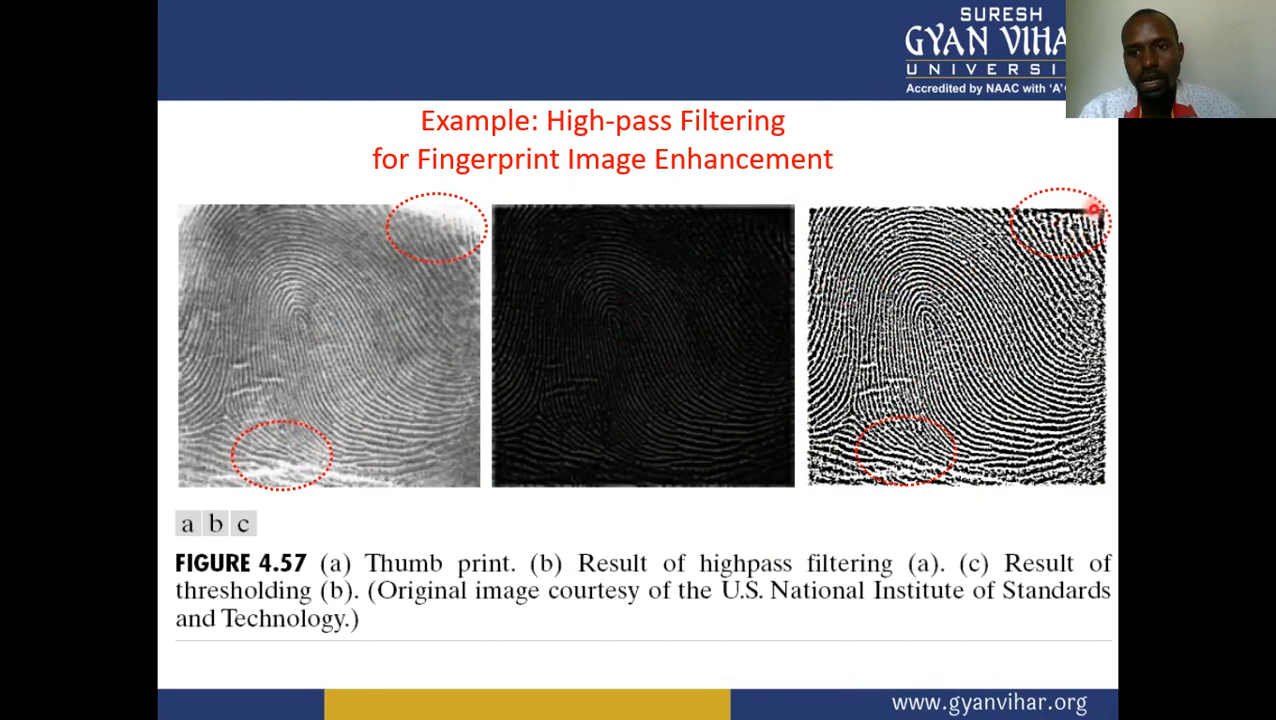 SURESH
GYAN VIHA
UNIVERSI
Accredited by NAAC with 'A'
Example: High-pass Filtering
for Fingerprint Image Enhancement
a b c
FIGURE 4.57 (a) Thumb print. (b) Result of highpass filtering (a). (c) Result of
thresholding (b). (Original image courtesy of the U.S. National Institute of Standards
and Technology.)
www.gyanvihar.org